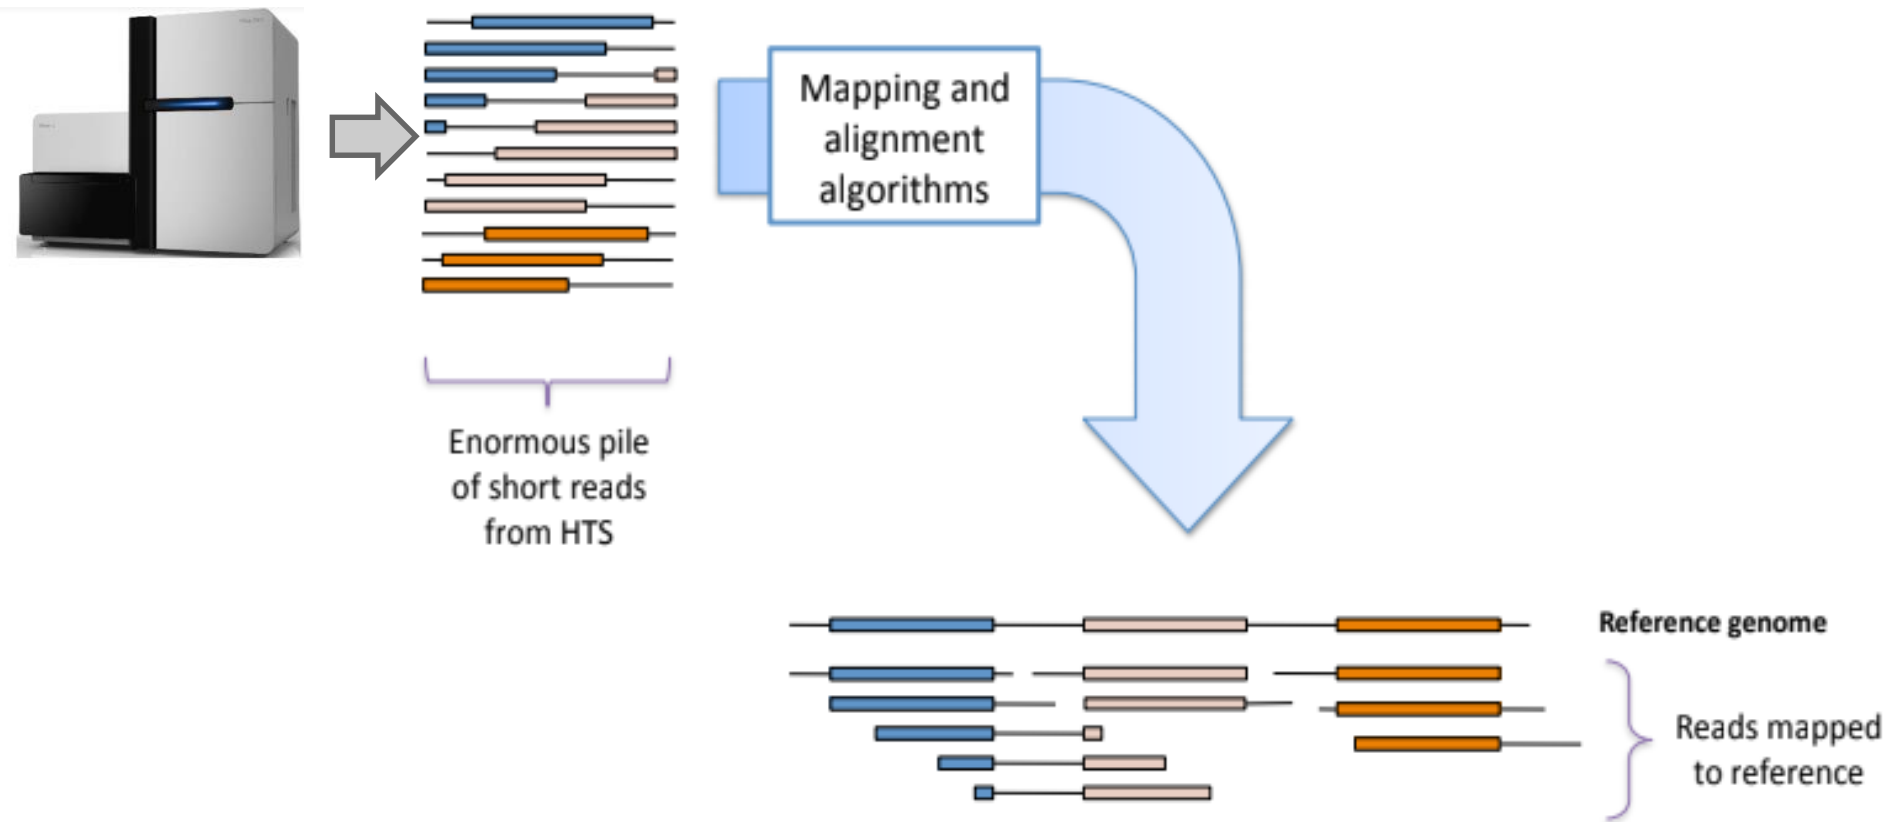 Mapping and
alignment
algorithms
Enormous pile
of short reads
from HTS
Reference genome
Reads mapped
to reference